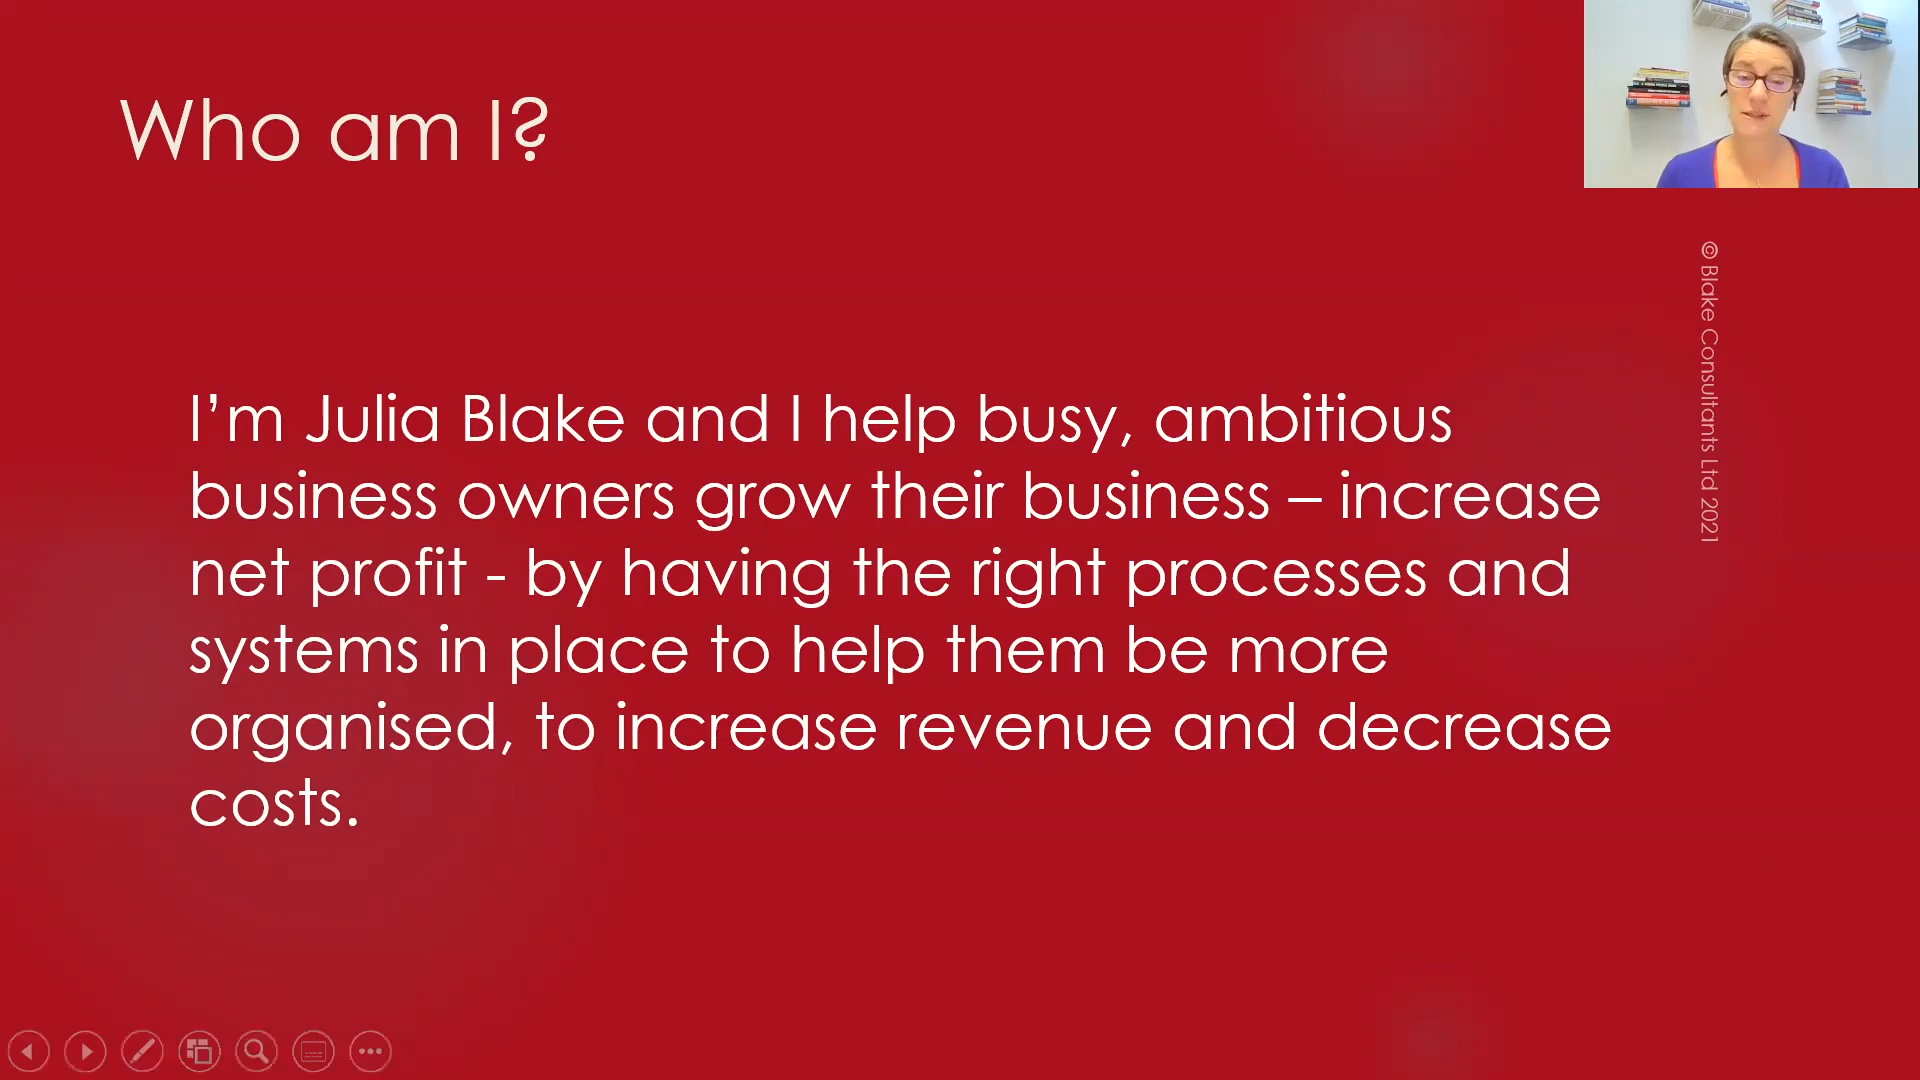 Who am I?
© Blake Consultants Ltd 2021
I’m Julia Blake and I help busy, ambitious
business owners grow their business – increase
net profit - by having the right processes and
systems in place to help them be more
organised, to increase revenue and decrease
costs.